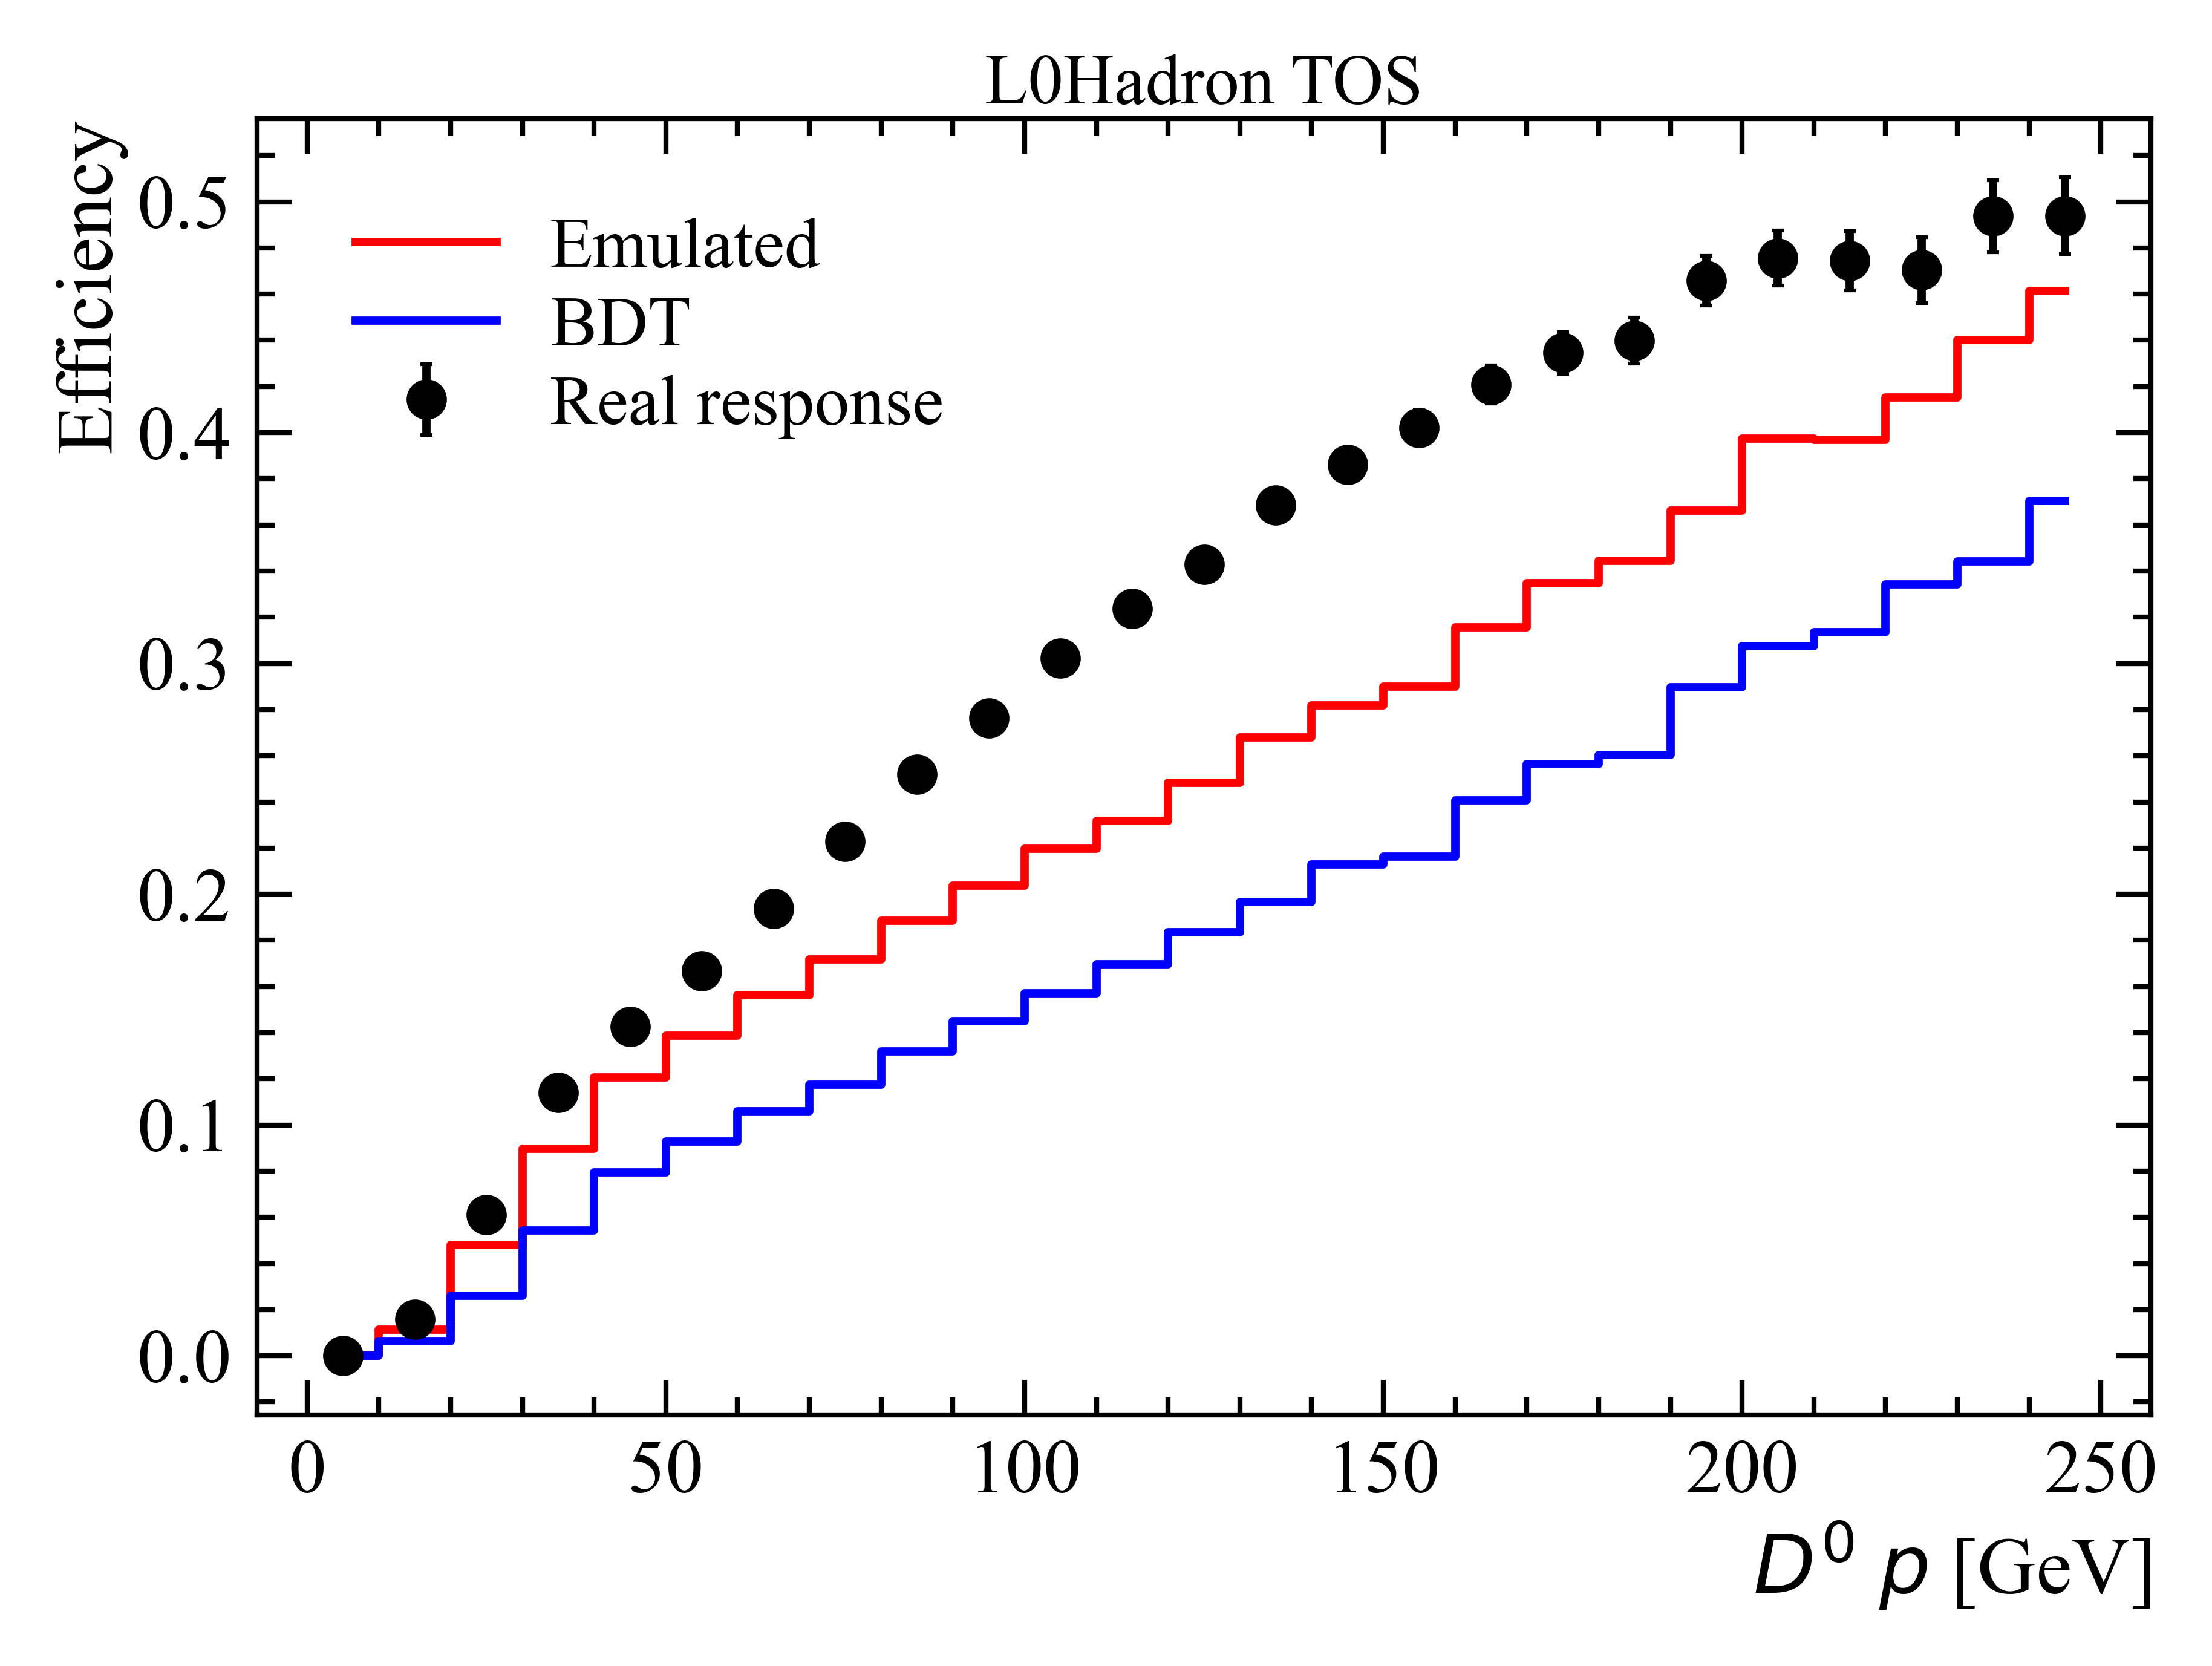 L0Hadron TOS
Efficiency
0.5
0.4
0.3
0.2
0.1
0.0
Emulated
BDT
Real response
0 50 100 150 200 250
D⁰ p [GeV]